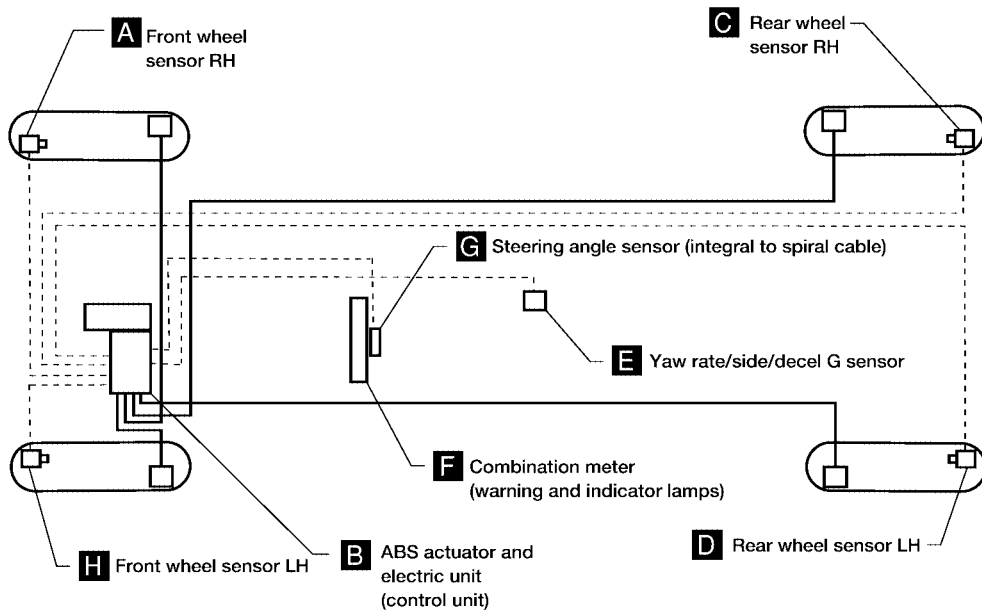 A Front wheel
sensor RH
C Rear wheel
sensor RH
G Steering angle sensor (integral to spiral cable)
E Yaw rate/side/decel G sensor
F Combination meter
(warning and indicator lamps)
H Front wheel sensor LH
B ABS actuator and
electric unit
(control unit)
D Rear wheel sensor LH